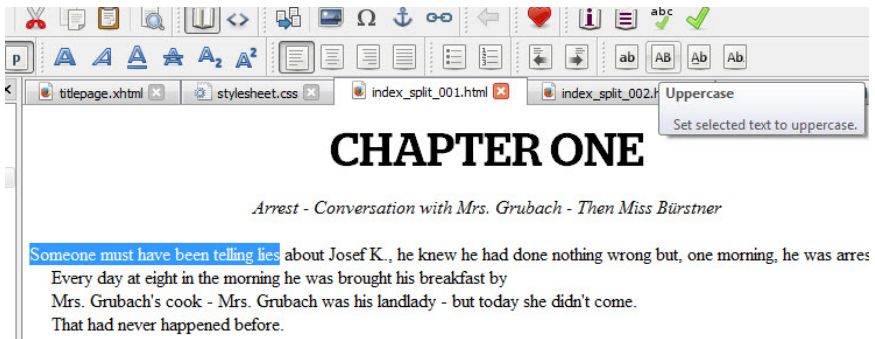 Ω abc
p A A A A A₂ A² ab AB Ab Ab
titlepage.xhtml stylesheet.css index_split_001.html index_split_002.h
Uppercase
Set selected text to uppercase.
CHAPTER ONE
Arrest - Conversation with Mrs. Grubach - Then Miss Bürstner
Someone must have been telling lies about Josef K., he knew he had done nothing wrong but, one morning, he was arres
Every day at eight in the morning he was brought his breakfast by
Mrs. Grubach's cook - Mrs. Grubach was his landlady - but today she didn't come.
That had never happened before.